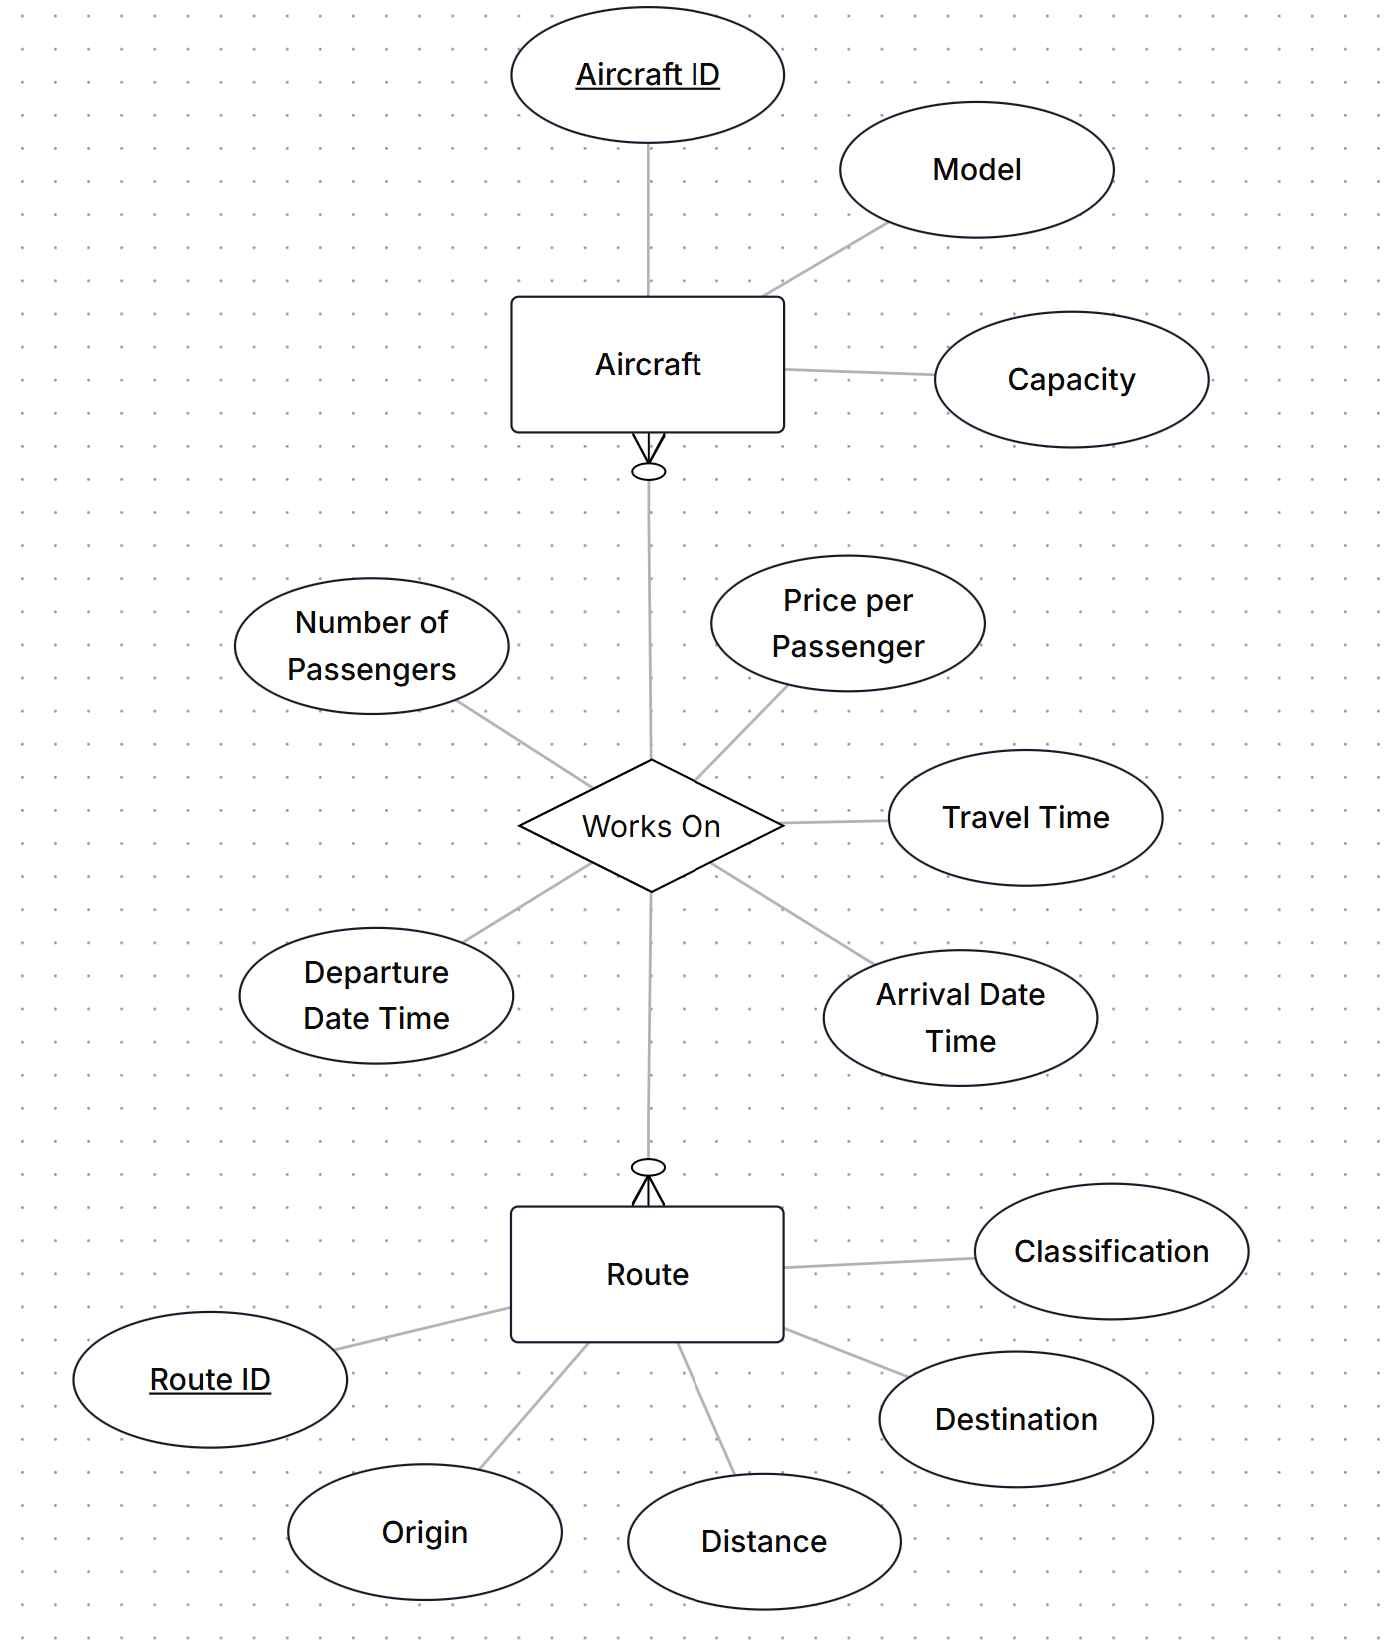 Aircraft ID
Model
Aircraft
Capacity
Number of
Passengers
Price per
Passenger
Works On
Travel Time
Departure
Date Time
Arrival Date
Time
Route
Classification
Route ID
Destination
Origin
Distance